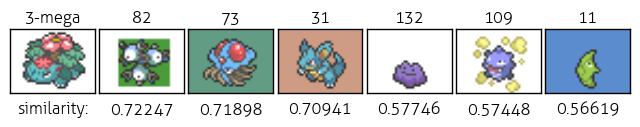 3-mega 82 73 31 132 109 11
similarity: 0.72247 0.71898 0.70941 0.57746 0.57448 0.56619